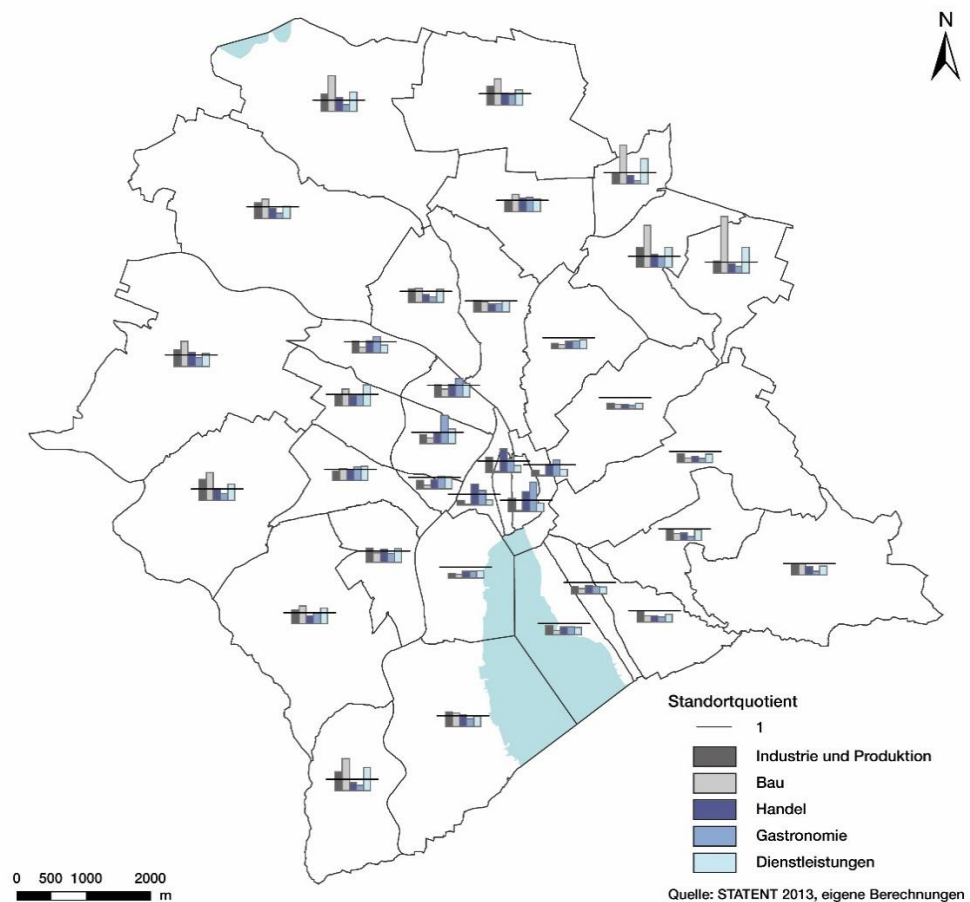 N
Standortquotient
1
Industrie und Produktion
Bau
Handel
Gastronomie
Dienstleistungen
0 500 1000 2000
m
Quelle: STATENT 2013, eigene Berechnungen